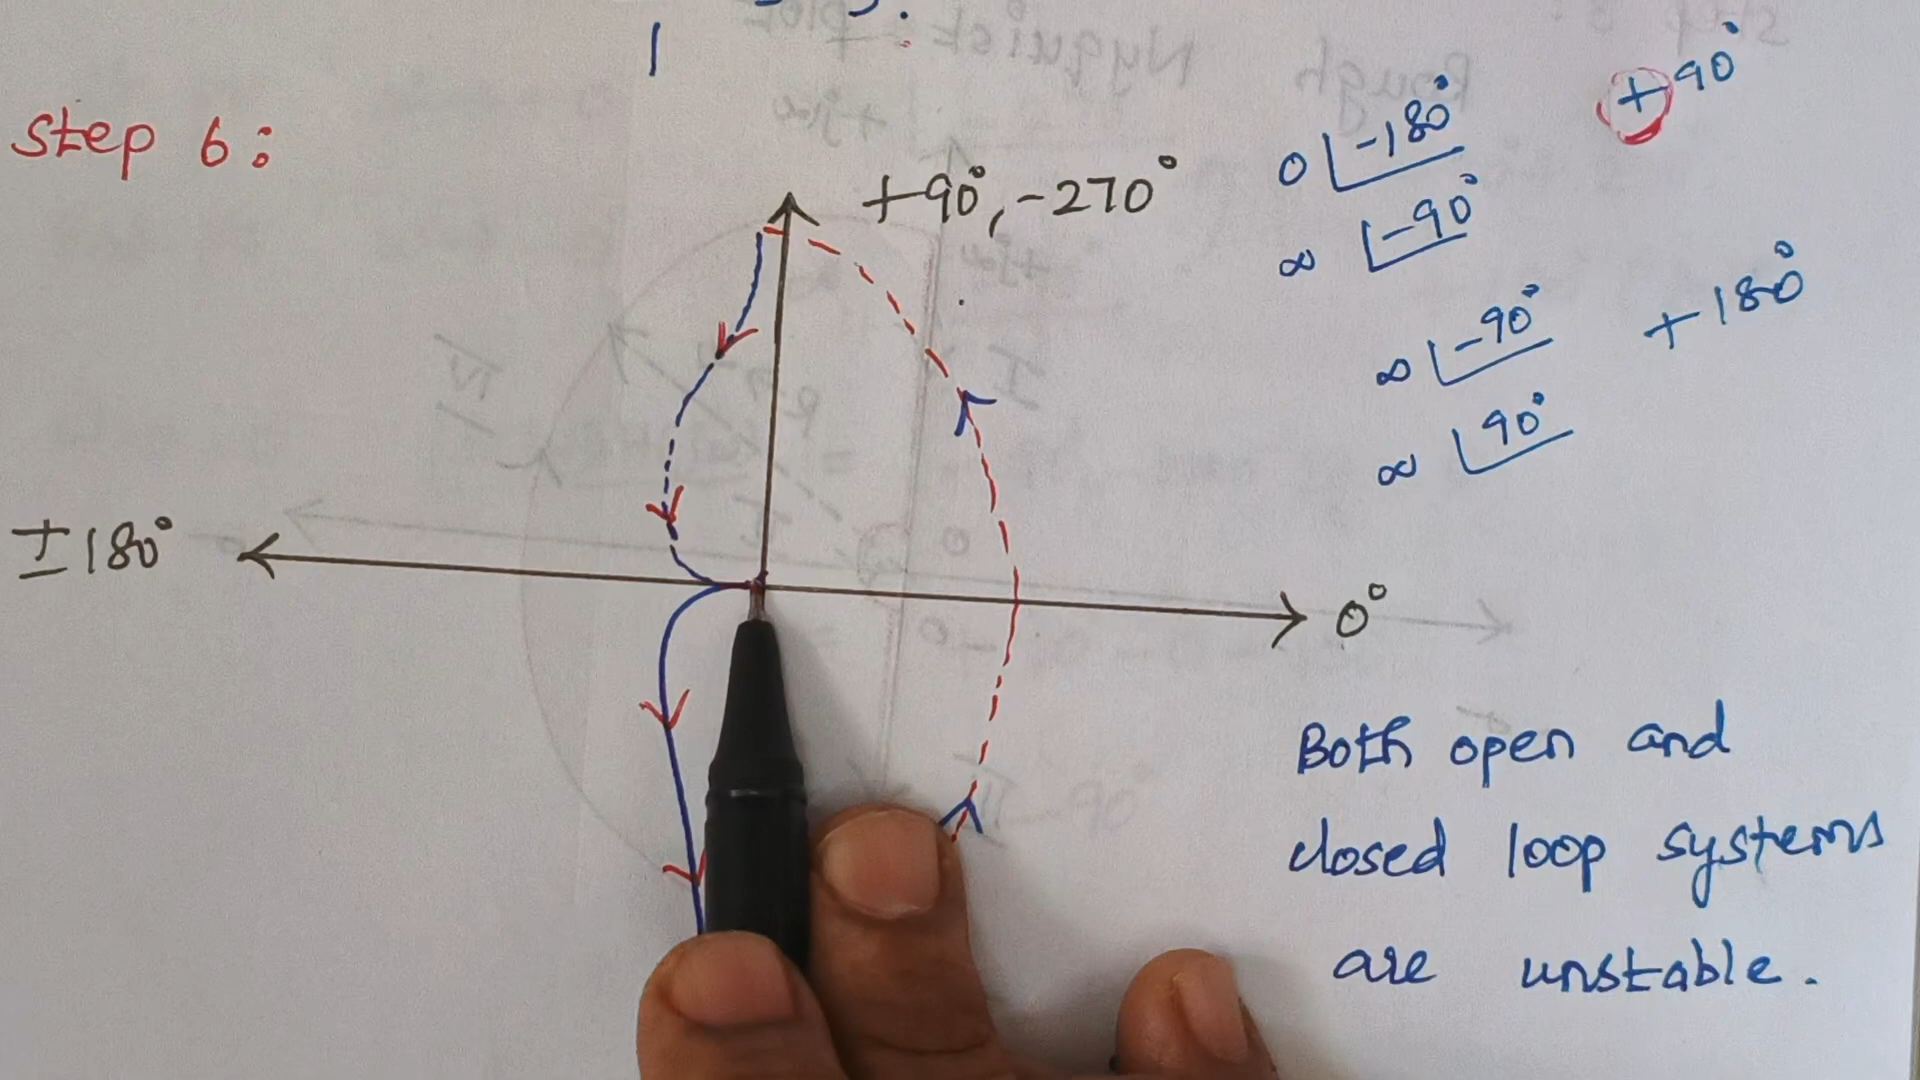 Step 6:
+90°, -270°
±180°
0°
0∠-180°
+90°
∞∠-90°
∞∠-90°
+180°
∞∠90°
Both open and
closed loop systems
are unstable.